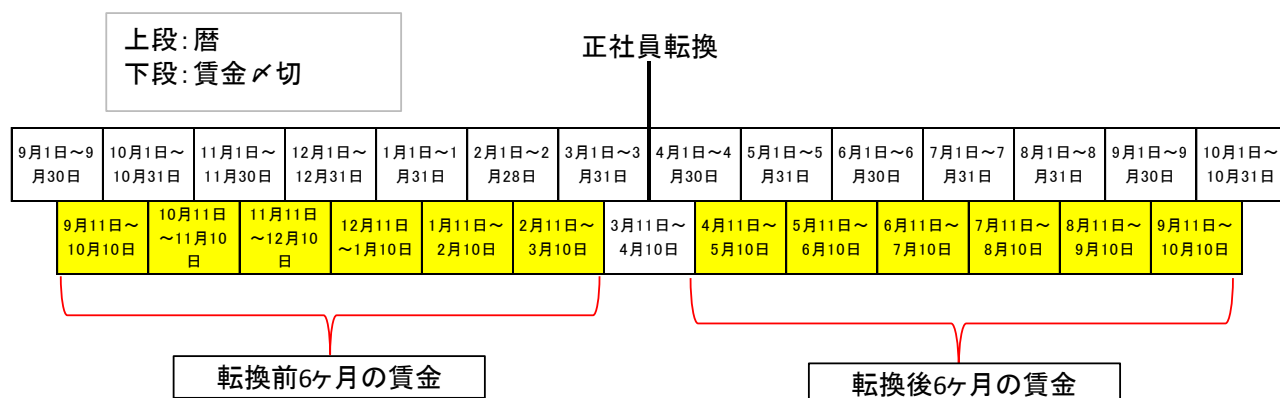 上段:暦
下段:賃金〆切
正社員転換
9月1日～9
月30日
10月1日～
10月31日
11月1日～
11月30日
12月1日～
12月31日
1月1日～1
月31日
2月1日～2
月28日
3月1日～3
月31日
4月1日～4
月30日
5月1日～5
月31日
6月1日～6
月30日
7月1日～7
月31日
8月1日～8
月31日
9月1日～9
月30日
10月1日～
10月31日
9月11日～
10月10日
10月11日
～11月10
日
11月11日
～12月10
日
12月11日
～1月10日
1月11日～
2月10日
2月11日～
3月10日
3月11日～
4月10日
4月11日～
5月10日
5月11日～
6月10日
6月11日～
7月10日
7月11日～
8月10日
8月11日～
9月10日
9月11日～
10月10日
転換前6ヶ月の賃金
転換後6ヶ月の賃金